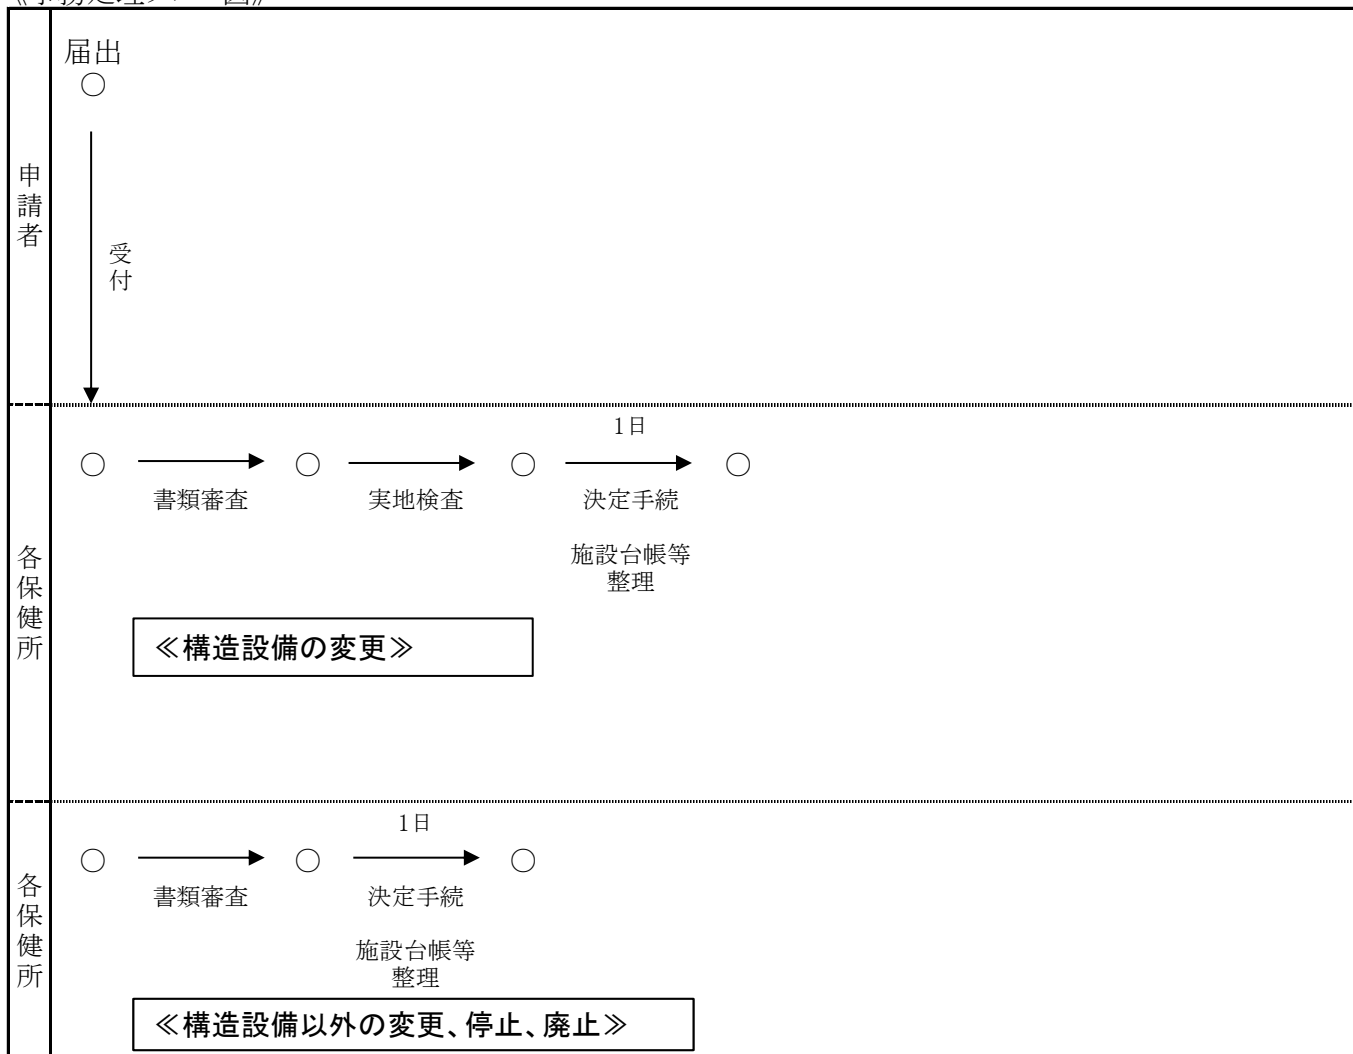 届出
申請者
受付
1日
書類審査
実地検査
決定手続
施設台帳等
整理
各保健所
≪構造設備の変更≫
1日
書類審査
決定手続
施設台帳等
整理
各保健所
≪構造設備以外の変更、停止、廃止≫